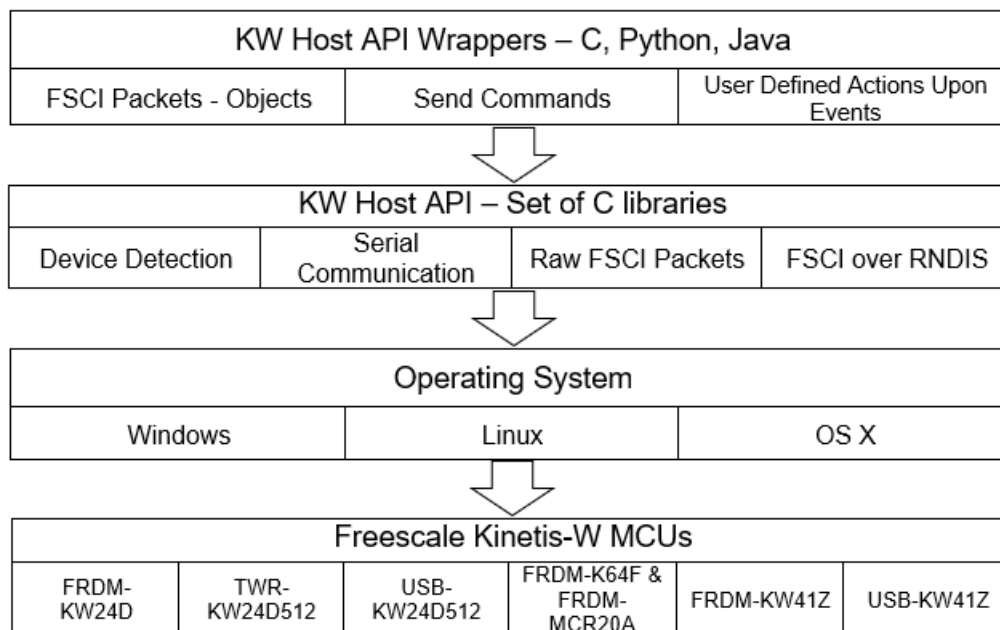 KW Host API Wrappers – C, Python, Java
FSCI Packets - Objects
Send Commands
User Defined Actions Upon
Events
KW Host API – Set of C libraries
Device Detection
Serial
Communication
Raw FSCI Packets
FSCI over RNDIS
Operating System
Windows
Linux
OS X
Freescale Kinetis-W MCUs
FRDM-
KW24D
TWR-
KW24D512
USB-
KW24D512
FRDM-K64F &
FRDM-
MCR20A
FRDM-KW41Z
USB-KW41Z